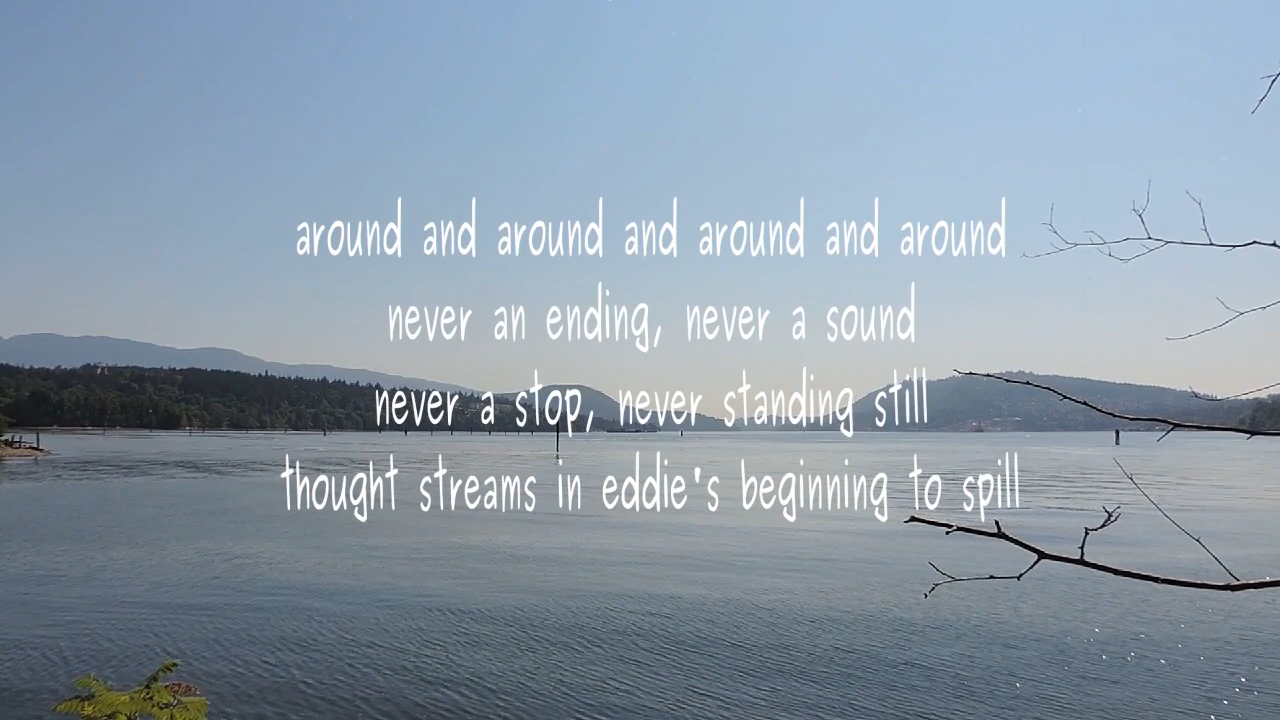 around and around and around and around
never an ending, never a sound
never a stop, never standing still
thought streams in eddie's beginning to spill